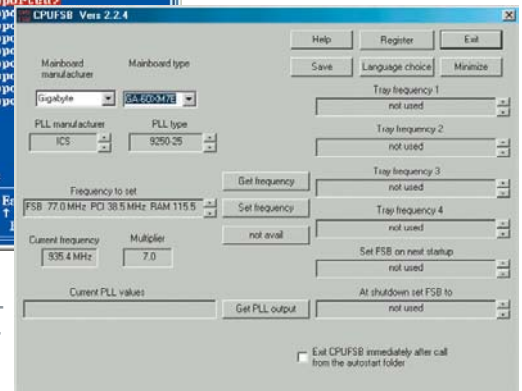 CPUFSB Vers 2.2.4
Help
Register
Exit
Save
Language choice
Minimize
Mainboard
manufacturer
Mainboard type
Gigabyte
GA-60XM7E
PLL manufacturer
PLL type
ICS
9250-25
Frequency to set
FSB 77.0 MHz PCI 38.5 MHz RAM 115.5
Current frequency
Multiplier
935.4 MHz
7.0
Current PLL values
Get frequency
Set frequency
not avail
Get PLL output
Tray frequency 1
not used
Tray frequency 2
not used
Tray frequency 3
not used
Tray frequency 4
not used
Set FSB on next startup
not used
At shutdown set FSB to
not used
Exit CPUFSB immediately after call
from the autostart folder